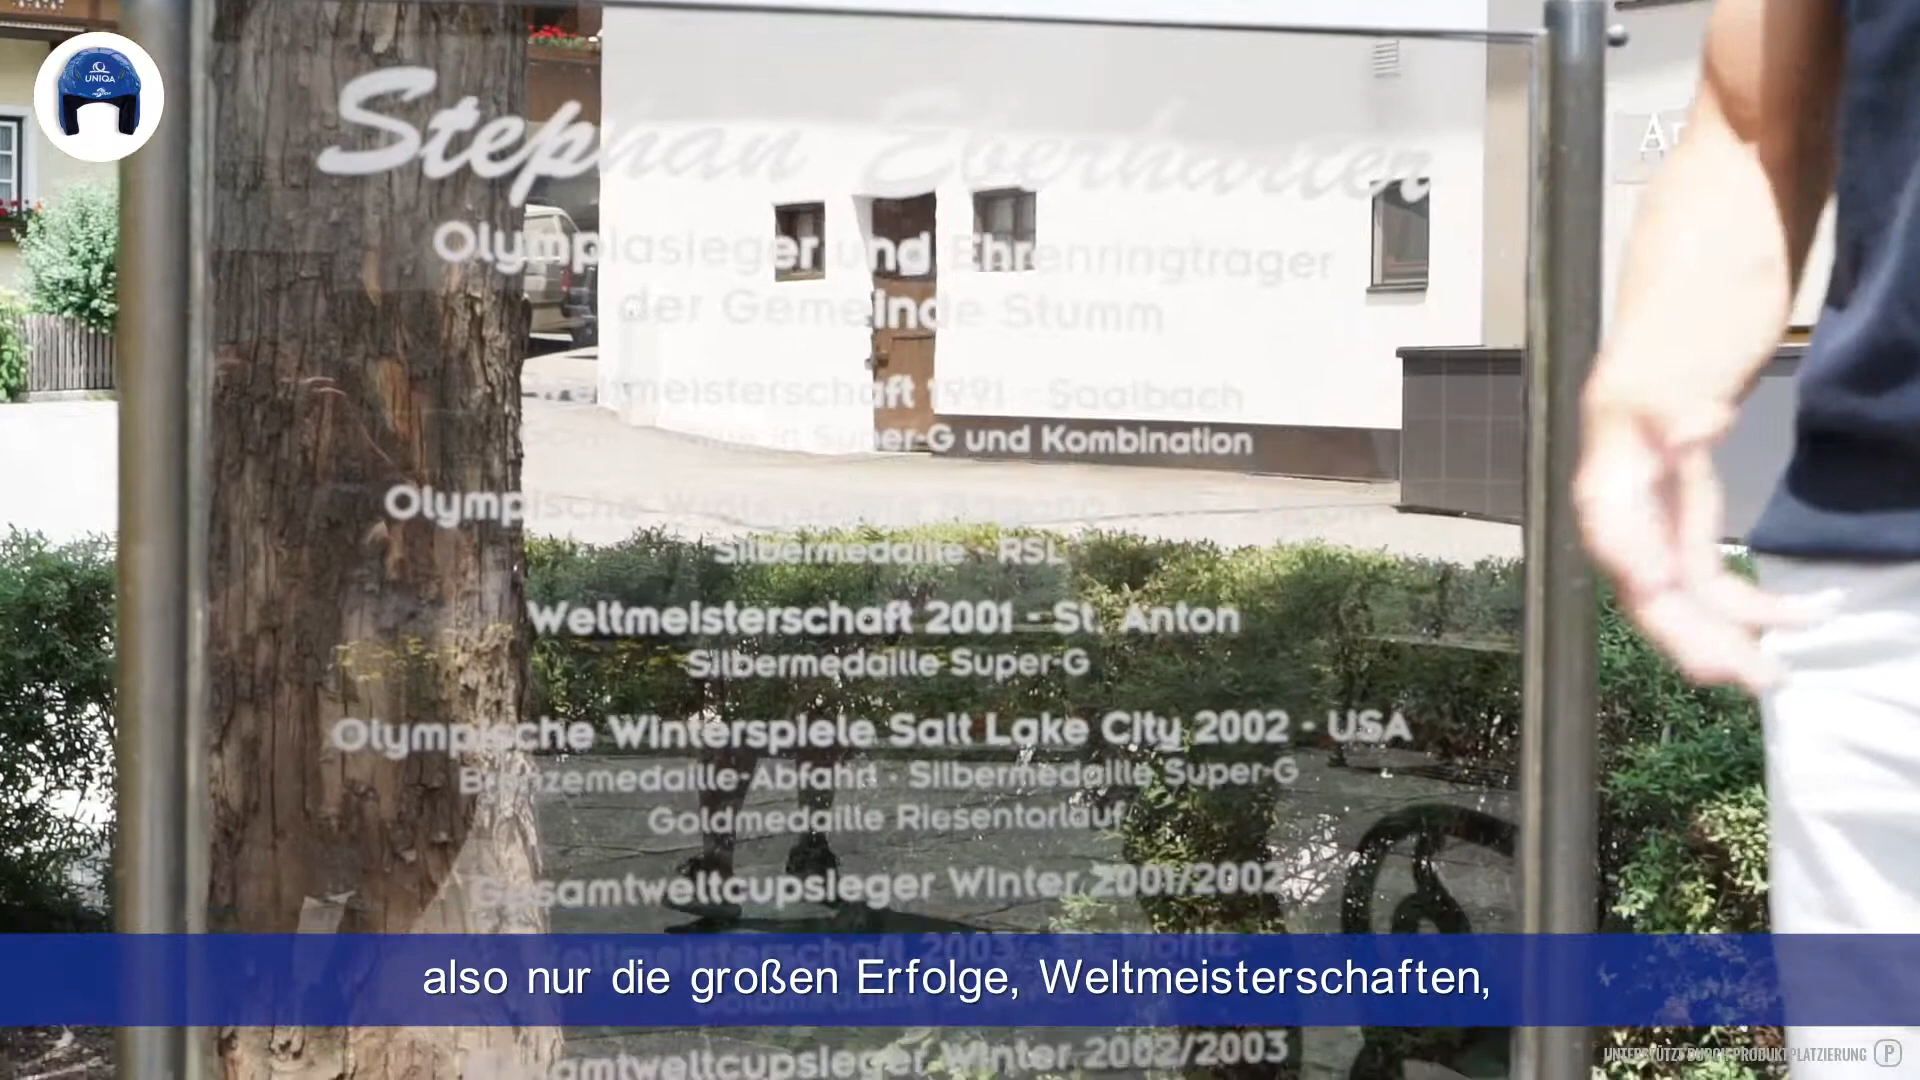 UNIQA
Stephan Eberharter
Olympiasieger und Ehrenringträger
der Gemeinde Stumm
Weltmeisterschaft 1991 - Saalbach
in Super-G und Kombination
Olympische Winterspiele
Silbermedaille - RSL
Weltmeisterschaft 2001 - St. Anton
Silbermedaille Super-G
Olympische Winterspiele Salt Lake City 2002 - USA
Bronzemedaille-Abfahrt - Silbermedaille Super-G
Goldmedaille Riesentorlauf
Gesamtweltcupsieger Winter 2001/2002
Weltmeisterschaft 2003 - St. Moritz
also nur die großen Erfolge, Weltmeisterschaften,
Gesamtweltcupsieger Winter 2002/2003
UNTERSTÜTZT DURCH PRODUKTPLATZIERUNG P